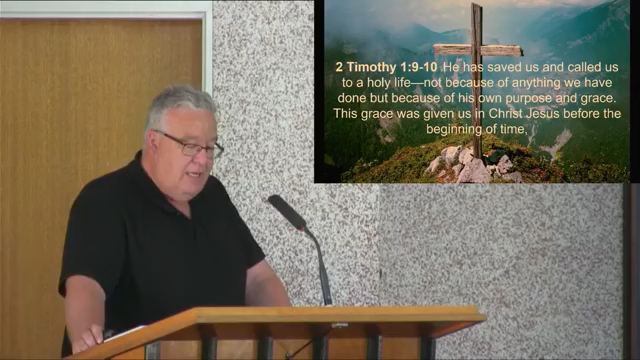 2 Timothy 1:9-10 He has saved us and called us
to a holy life—not because of anything we have
done but because of his own purpose and grace.
This grace was given us in Christ Jesus before the
beginning of time,